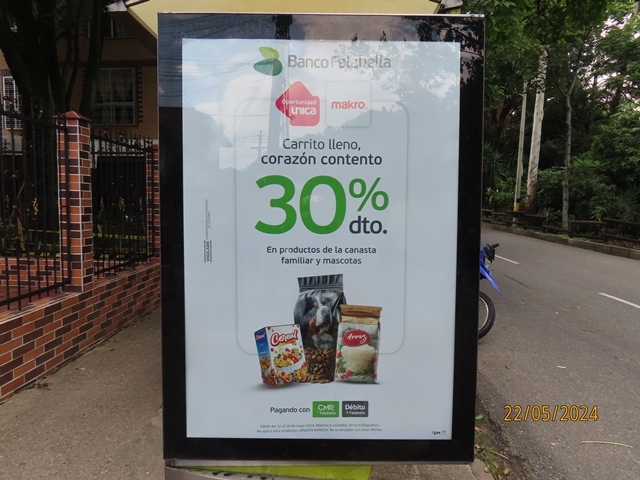 Banco Falabella
Oportunidad
única
makro
Carrito lleno,
corazón contento
30%
dto.
En productos de la canasta
familiar y mascotas
Cereal
Arroz
Pagando con
CMR
Falabella
Débito
Falabella
22/05/2024